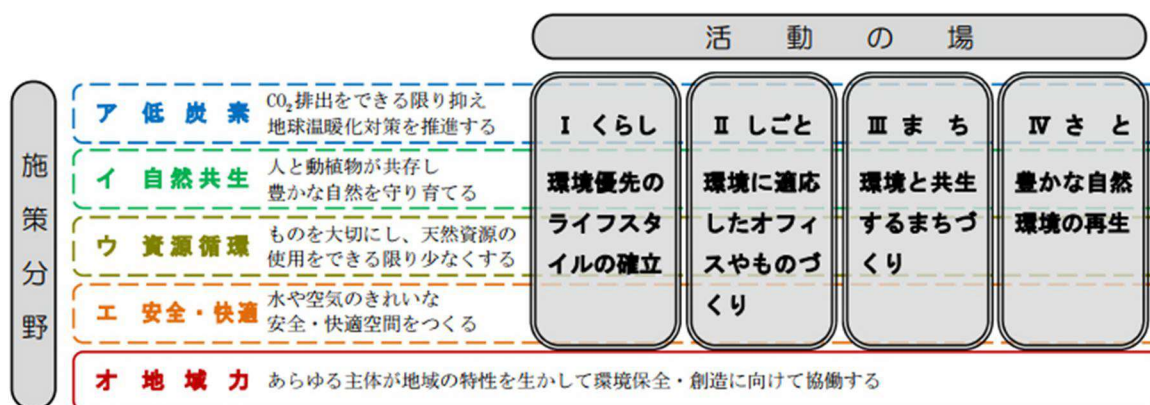 活動の場
施策分野
ア 低炭素
CO₂排出をできる限り抑え
地球温暖化対策を推進する
イ 自然共生
人と動植物が共存し
豊かな自然を守り育てる
ウ 資源循環
ものを大切にし、天然資源の
使用をできる限り少なくする
エ 安全・快適
水や空気のきれいな
安全・快適空間をつくる
オ 地域力
あらゆる主体が地域の特性を生かして環境保全・創造に向けて協働する
Ⅰ くらし
環境優先の
ライフスタ
イルの確立
Ⅱ しごと
環境に適応
したオフィ
スやものづ
くり
Ⅲ まち
環境と共生
するまちづ
くり
Ⅳ さと
豊かな自然
環境の再生